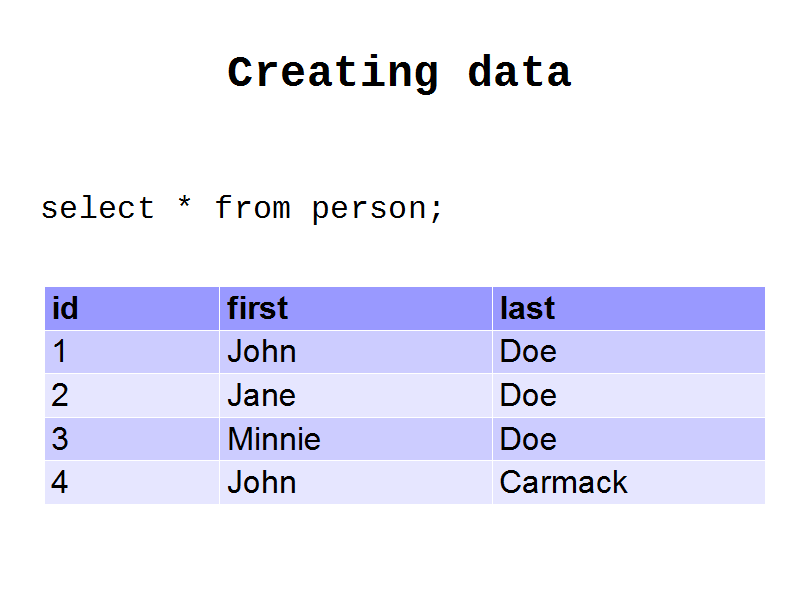 Creating data
select * from person;
id first last
1 John Doe
2 Jane Doe
3 Minnie Doe
4 John Carmack